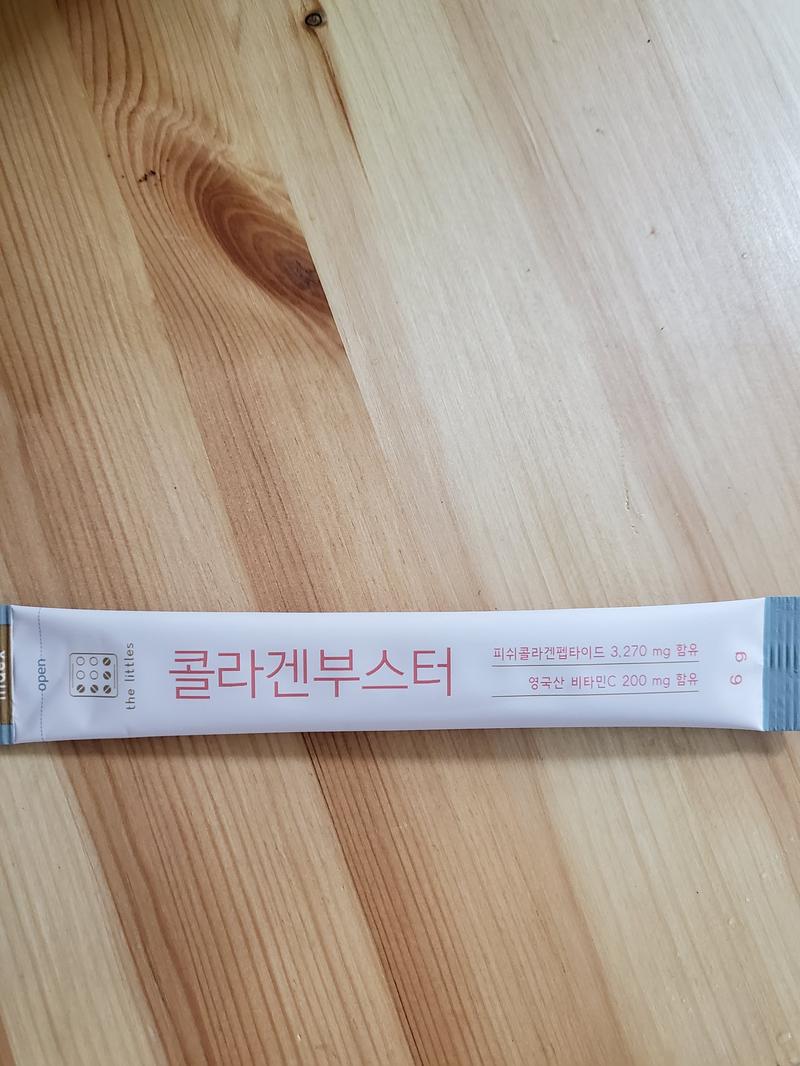 open
the littles
콜라겐부스터
피쉬콜라겐펩타이드 3,270 mg 함유
영국산 비타민C 200 mg 함유
6 g